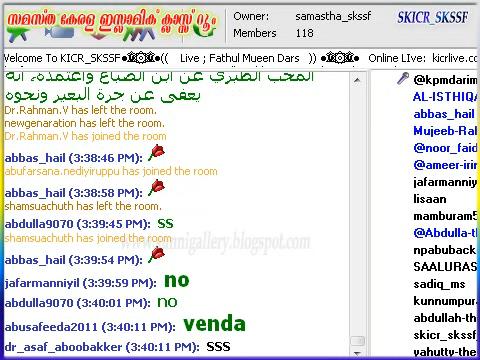 സമസ്ത കേരള ഇസ്ലാമിക് ക്ലാസ്സ് റൂം
Owner: samastha_skssf
Members 118
SKICR_SKSSF
Welcome To KICR_SKSSF Live ; Fathul Mueen Dars Online LIve: kicrlive.co
المحب الطبري عن ابن الصباغ واعتمده، أنه
يعفى عن جرة البعير ونحوه
Dr.Rahman.V has left the room.
newgenaration has left the room.
Dr.Rahman.V has joined the room
abbas_hail (3:38:46 PM):
abufarsana.nediyiruppu has joined the room
abbas_hail (3:38:58 PM):
shamsuachuth has left the room.
abdulla9070 (3:39:45 PM): SS
shamsuachuth has joined the room
abbas_hail (3:39:54 PM):
jafarmanniyil (3:39:59 PM): no
abdulla9070 (3:40:01 PM): no
abusafeeda2011 (3:40:11 PM): venda
dr_asaf_aboobakker (3:40:11 PM): SSS
@kpmdarim
AL-ISTHIQA
abbas_hail
Mujeeb-Rah
@noor_faid
@ameer-irin
jafarmanniy
lisaan
mamburam5
@Abdulla-th
npabuback
SAALURAS
sadiq_ms
kunnumpura
abdullah-the
skicr_skssf
yahutty-the